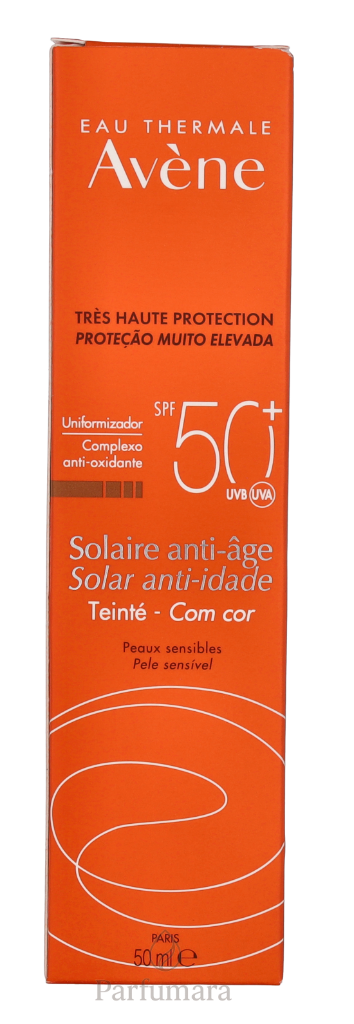 EAU THERMALE
Avène
TRÈS HAUTE PROTECTION
PROTEÇÃO MUITO ELEVADA
Uniformizador
Complexo
anti-oxidante
SPF 50+
UVB UVA
Solaire anti-âge
Solar anti-idade
Teinté - Com cor
Peaux sensibles
Pele sensível
PARIS
50 ml ℮
Parfumara